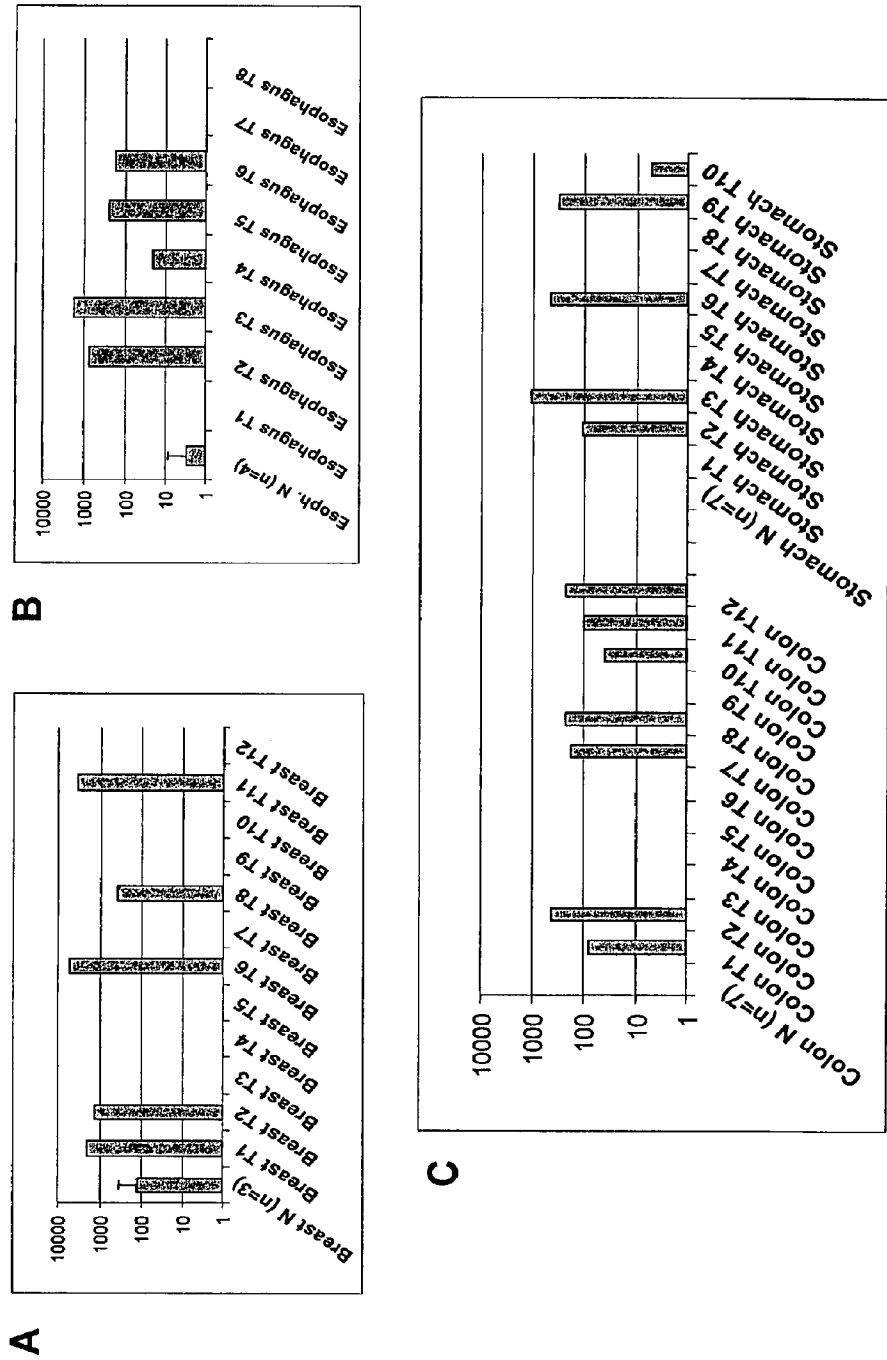 A
10000
1000
100
10
1
Breast N (n=3)
Breast T1
Breast T2
Breast T3
Breast T4
Breast T5
Breast T6
Breast T7
Breast T8
Breast T9
Breast T10
Breast T11
Breast T12
B
10000
1000
100
10
1
Esoph. N (n=4)
Esophagus T1
Esophagus T2
Esophagus T3
Esophagus T4
Esophagus T5
Esophagus T6
Esophagus T7
Esophagus T8
C
10000
1000
100
10
1
Colon N (n=7)
Colon T1
Colon T2
Colon T3
Colon T4
Colon T5
Colon T6
Colon T7
Colon T8
Colon T9
Colon T10
Colon T11
Colon T12
Stomach N (n=7)
Stomach T1
Stomach T2
Stomach T3
Stomach T4
Stomach T5
Stomach T6
Stomach T7
Stomach T8
Stomach T9
Stomach T10